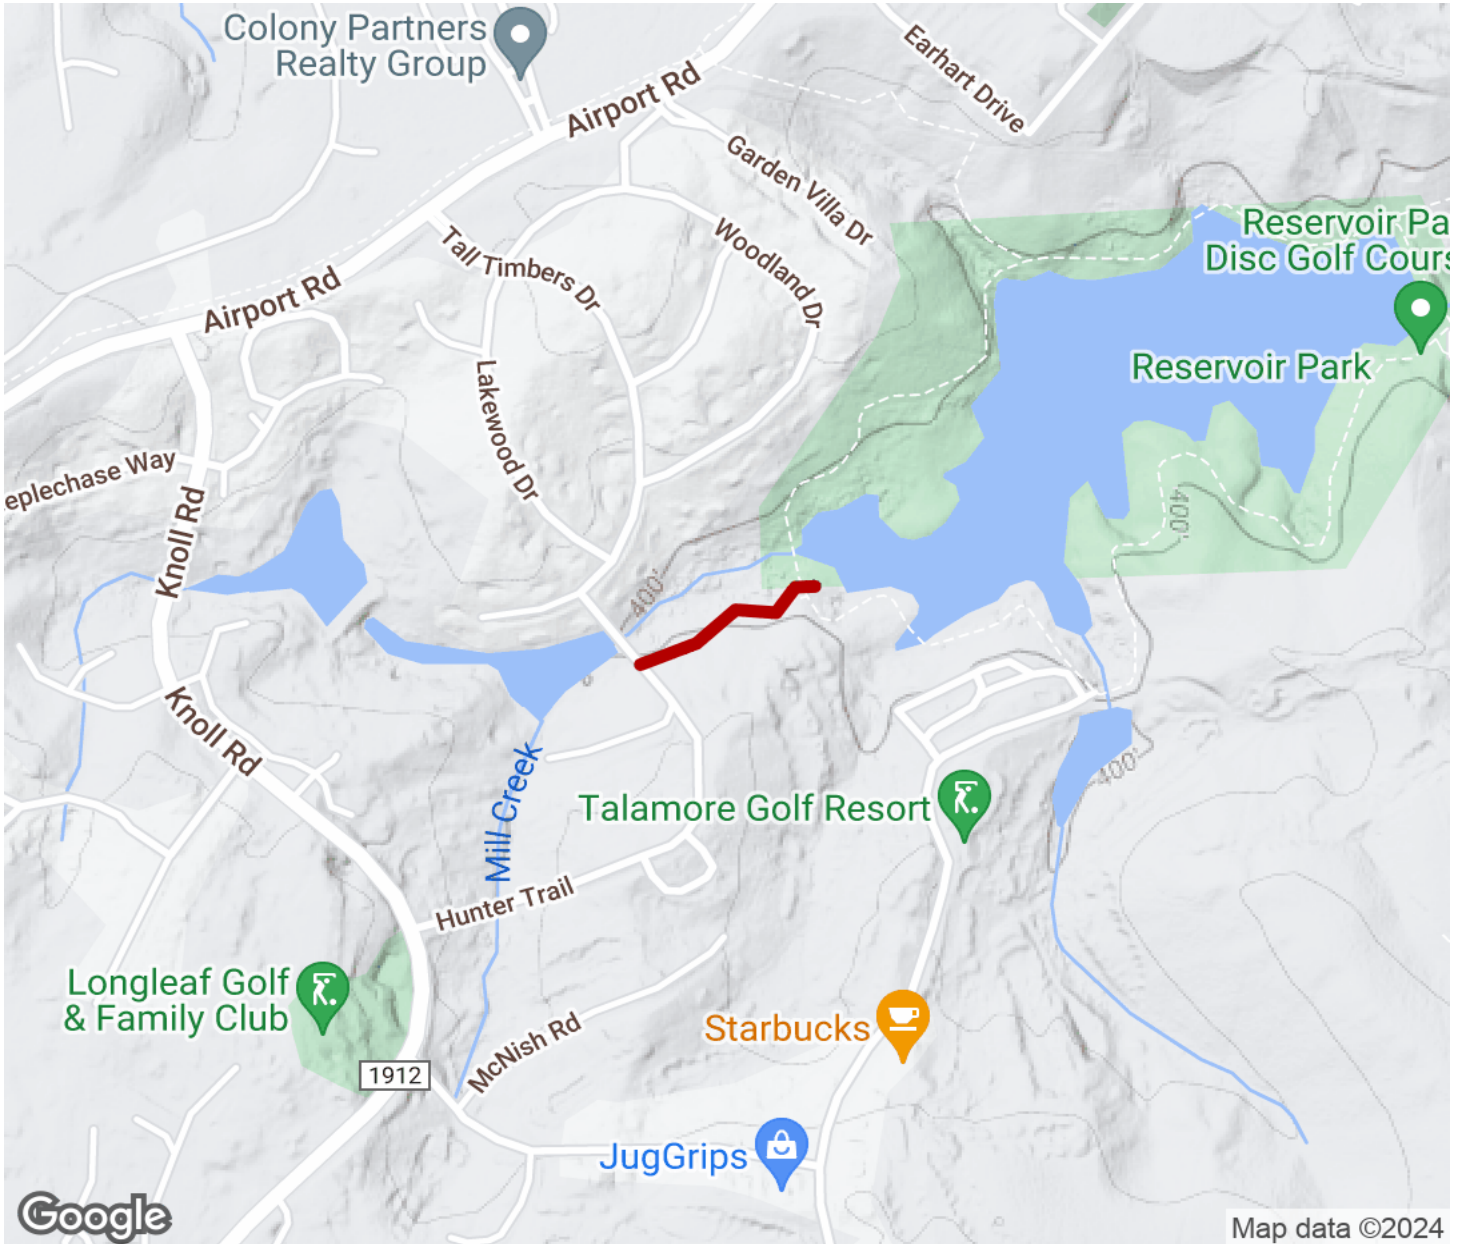 Colony Partners
Realty Group
Airport Rd
Earhart Drive
Garden Villa Dr
Woodland Dr
Tall Timbers Dr
Reservoir Pa
Disc Golf Cours
Airport Rd
Reservoir Park
Lakewood Dr
eplechase Way
Knoll Rd
400'
400'
Knoll Rd
Mill Creek
400'
Talamore Golf Resort
Hunter Trail
Longleaf Golf
& Family Club
Starbucks
McNish Rd
1912
JugGrips
Google
Map data ©2024